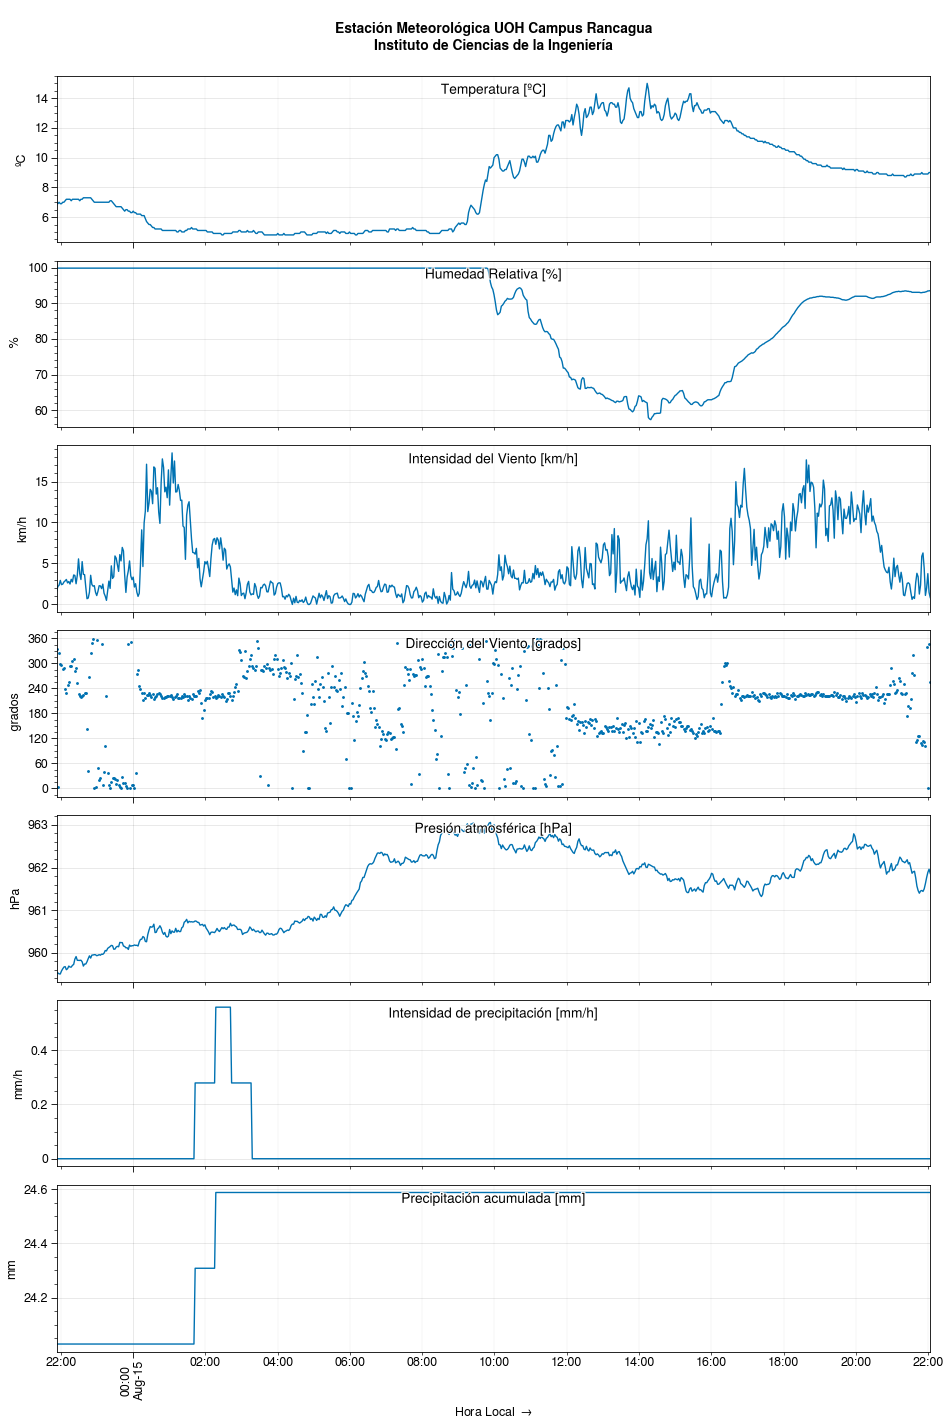 Estación Meteorológica UOH Campus Rancagua
Instituto de Ciencias de la Ingeniería
Temperatura [ºC]
14
12
10
8
6
ºC
Humedad Relativa [%]
100
90
80
70
60
%
Intensidad del Viento [km/h]
15
10
5
0
km/h
Dirección del Viento [grados]
360
300
240
180
120
60
0
grados
Presión atmosférica [hPa]
963
962
961
960
hPa
Intensidad de precipitación [mm/h]
0.4
0.2
0
mm/h
Precipitación acumulada [mm]
24.6
24.4
24.2
mm
22:00
00:00
Aug-15
02:00
04:00
06:00
08:00
10:00
12:00
14:00
16:00
18:00
20:00
22:00
Hora Local →